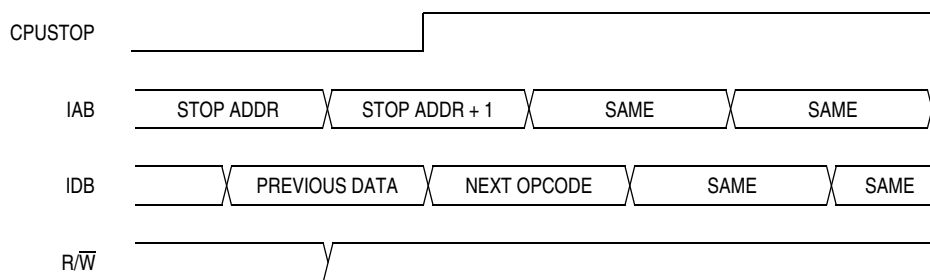 CPUSTOP
IAB STOP ADDR STOP ADDR + 1 SAME SAME
IDB PREVIOUS DATA NEXT OPCODE SAME SAME
R/W̅